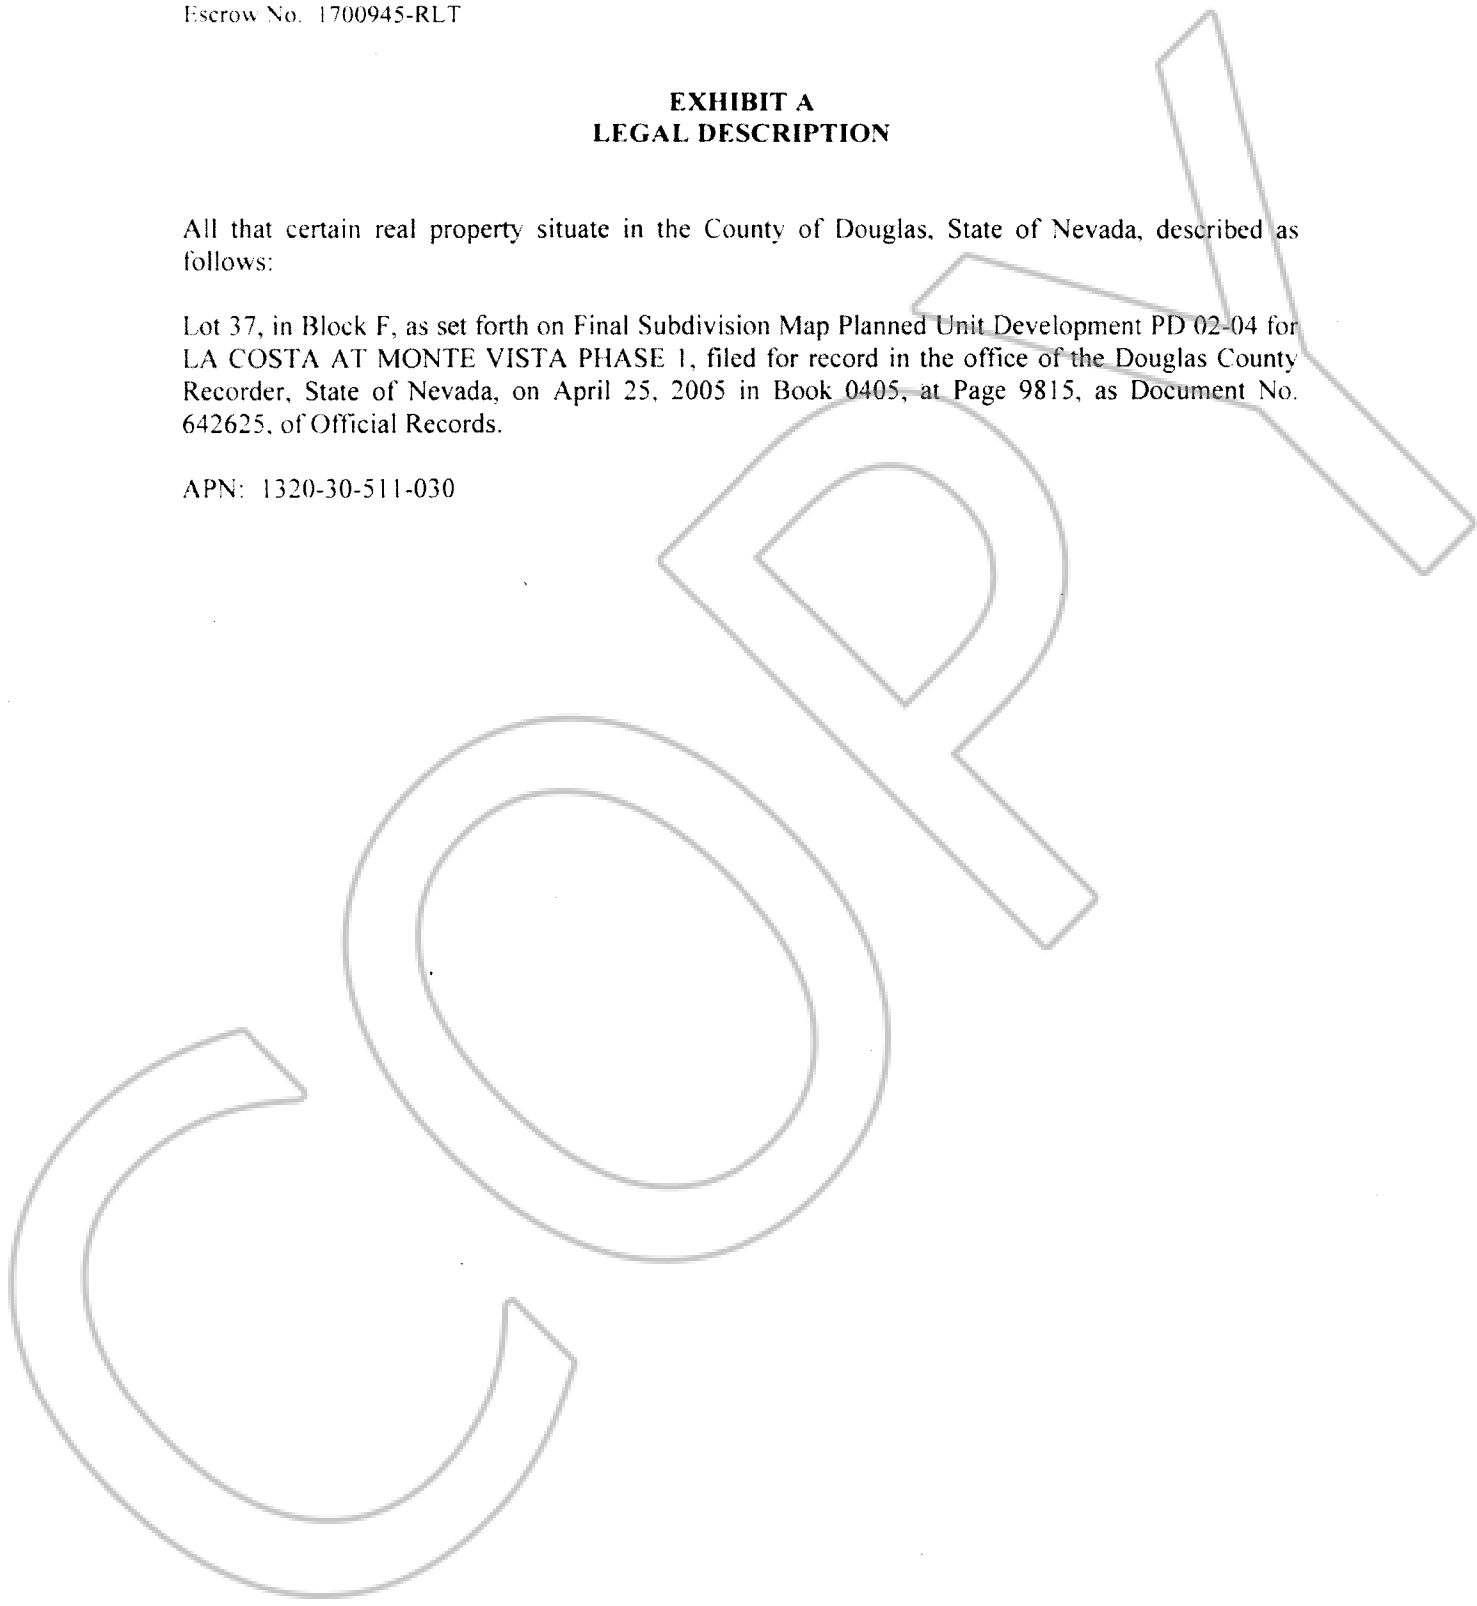 Escrow No. 1700945-RLT
EXHIBIT A
LEGAL DESCRIPTION
All that certain real property situate in the County of Douglas, State of Nevada, described as
follows:
Lot 37, in Block F, as set forth on Final Subdivision Map Planned Unit Development PD 02-04 for
LA COSTA AT MONTE VISTA PHASE 1, filed for record in the office of the Douglas County
Recorder, State of Nevada, on April 25, 2005 in Book 0405, at Page 9815, as Document No.
642625, of Official Records.
APN: 1320-30-511-030
COPY